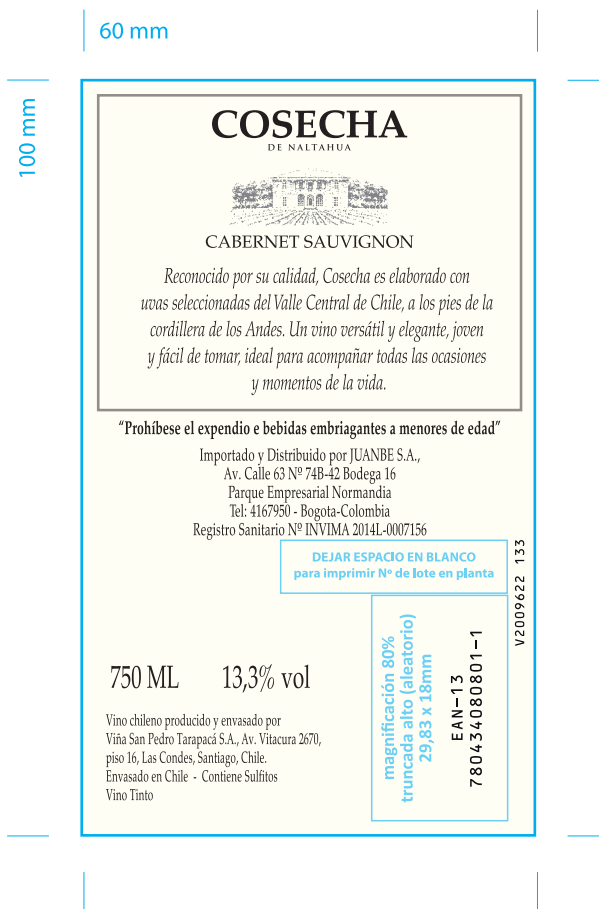 60 mm
100 mm
COSECHA
DE NALTAHUA
CABERNET SAUVIGNON
Reconocido por su calidad, Cosecha es elaborado con
uvas seleccionadas del Valle Central de Chile, a los pies de la
cordillera de los Andes. Un vino versátil y elegante, joven
y fácil de tomar, ideal para acompañar todas las ocasiones
y momentos de la vida.
“Prohíbese el expendio e bebidas embriagantes a menores de edad”
Importado y Distribuido por JUANBE S.A.,
Av. Calle 63 Nº 74B-42 Bodega 16
Parque Empresarial Normandia
Tel: 4167950 - Bogota-Colombia
Registro Sanitario Nº INVIMA 2014L-0007156
DEJAR ESPACIO EN BLANCO
para imprimir Nº de lote en planta
V2009622 133
750 ML 13,3% vol
Vino chileno producido y envasado por
Viña San Pedro Tarapacá S.A., Av. Vitacura 2670,
piso 16, Las Condes, Santiago, Chile.
Envasado en Chile - Contiene Sulfitos
Vino Tinto
magnificación 80%
truncada alto (aleatorio)
29,83 x 18mm
EAN-13
780434080801-1